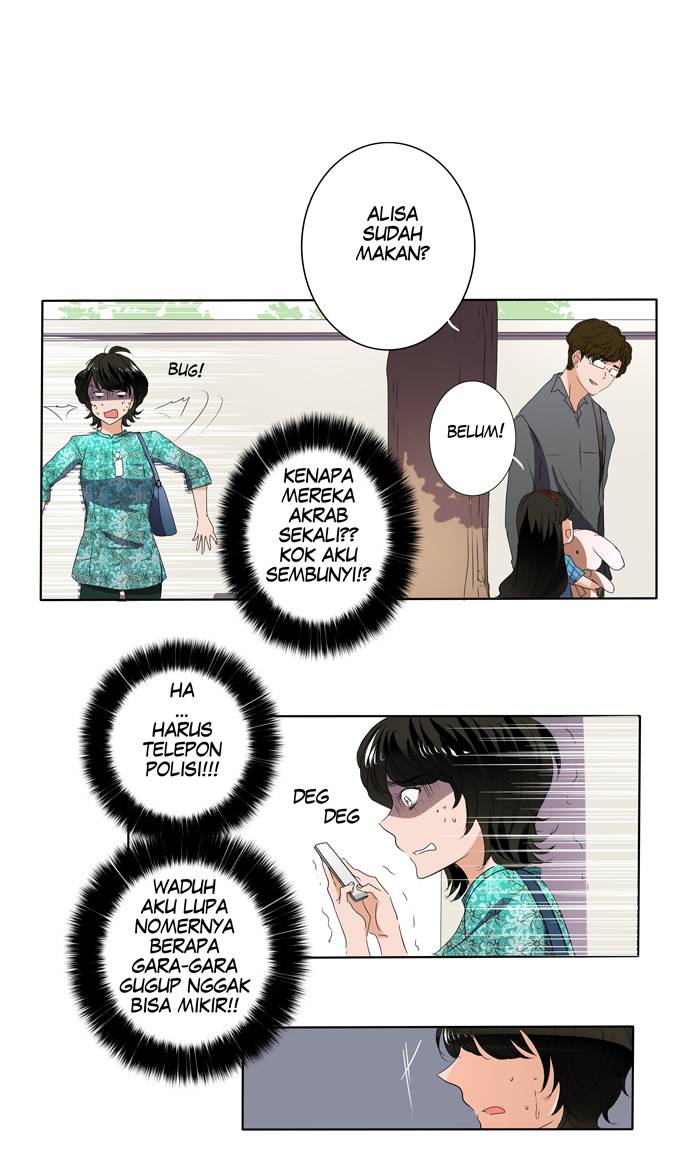 ALISA
SUDAH
MAKAN?
BUG!
BELUM!
KENAPA
MEREKA
AKRAB
SEKALI??
KOK AKU
SEMBUNYI!?
HA
...
HARUS
TELEPON
POLISI!!!
DEG
DEG
WADUH
AKU LUPA
NOMERNYA
BERAPA
GARA-GARA
GUGUP NGGAK
BISA MIKIR!!